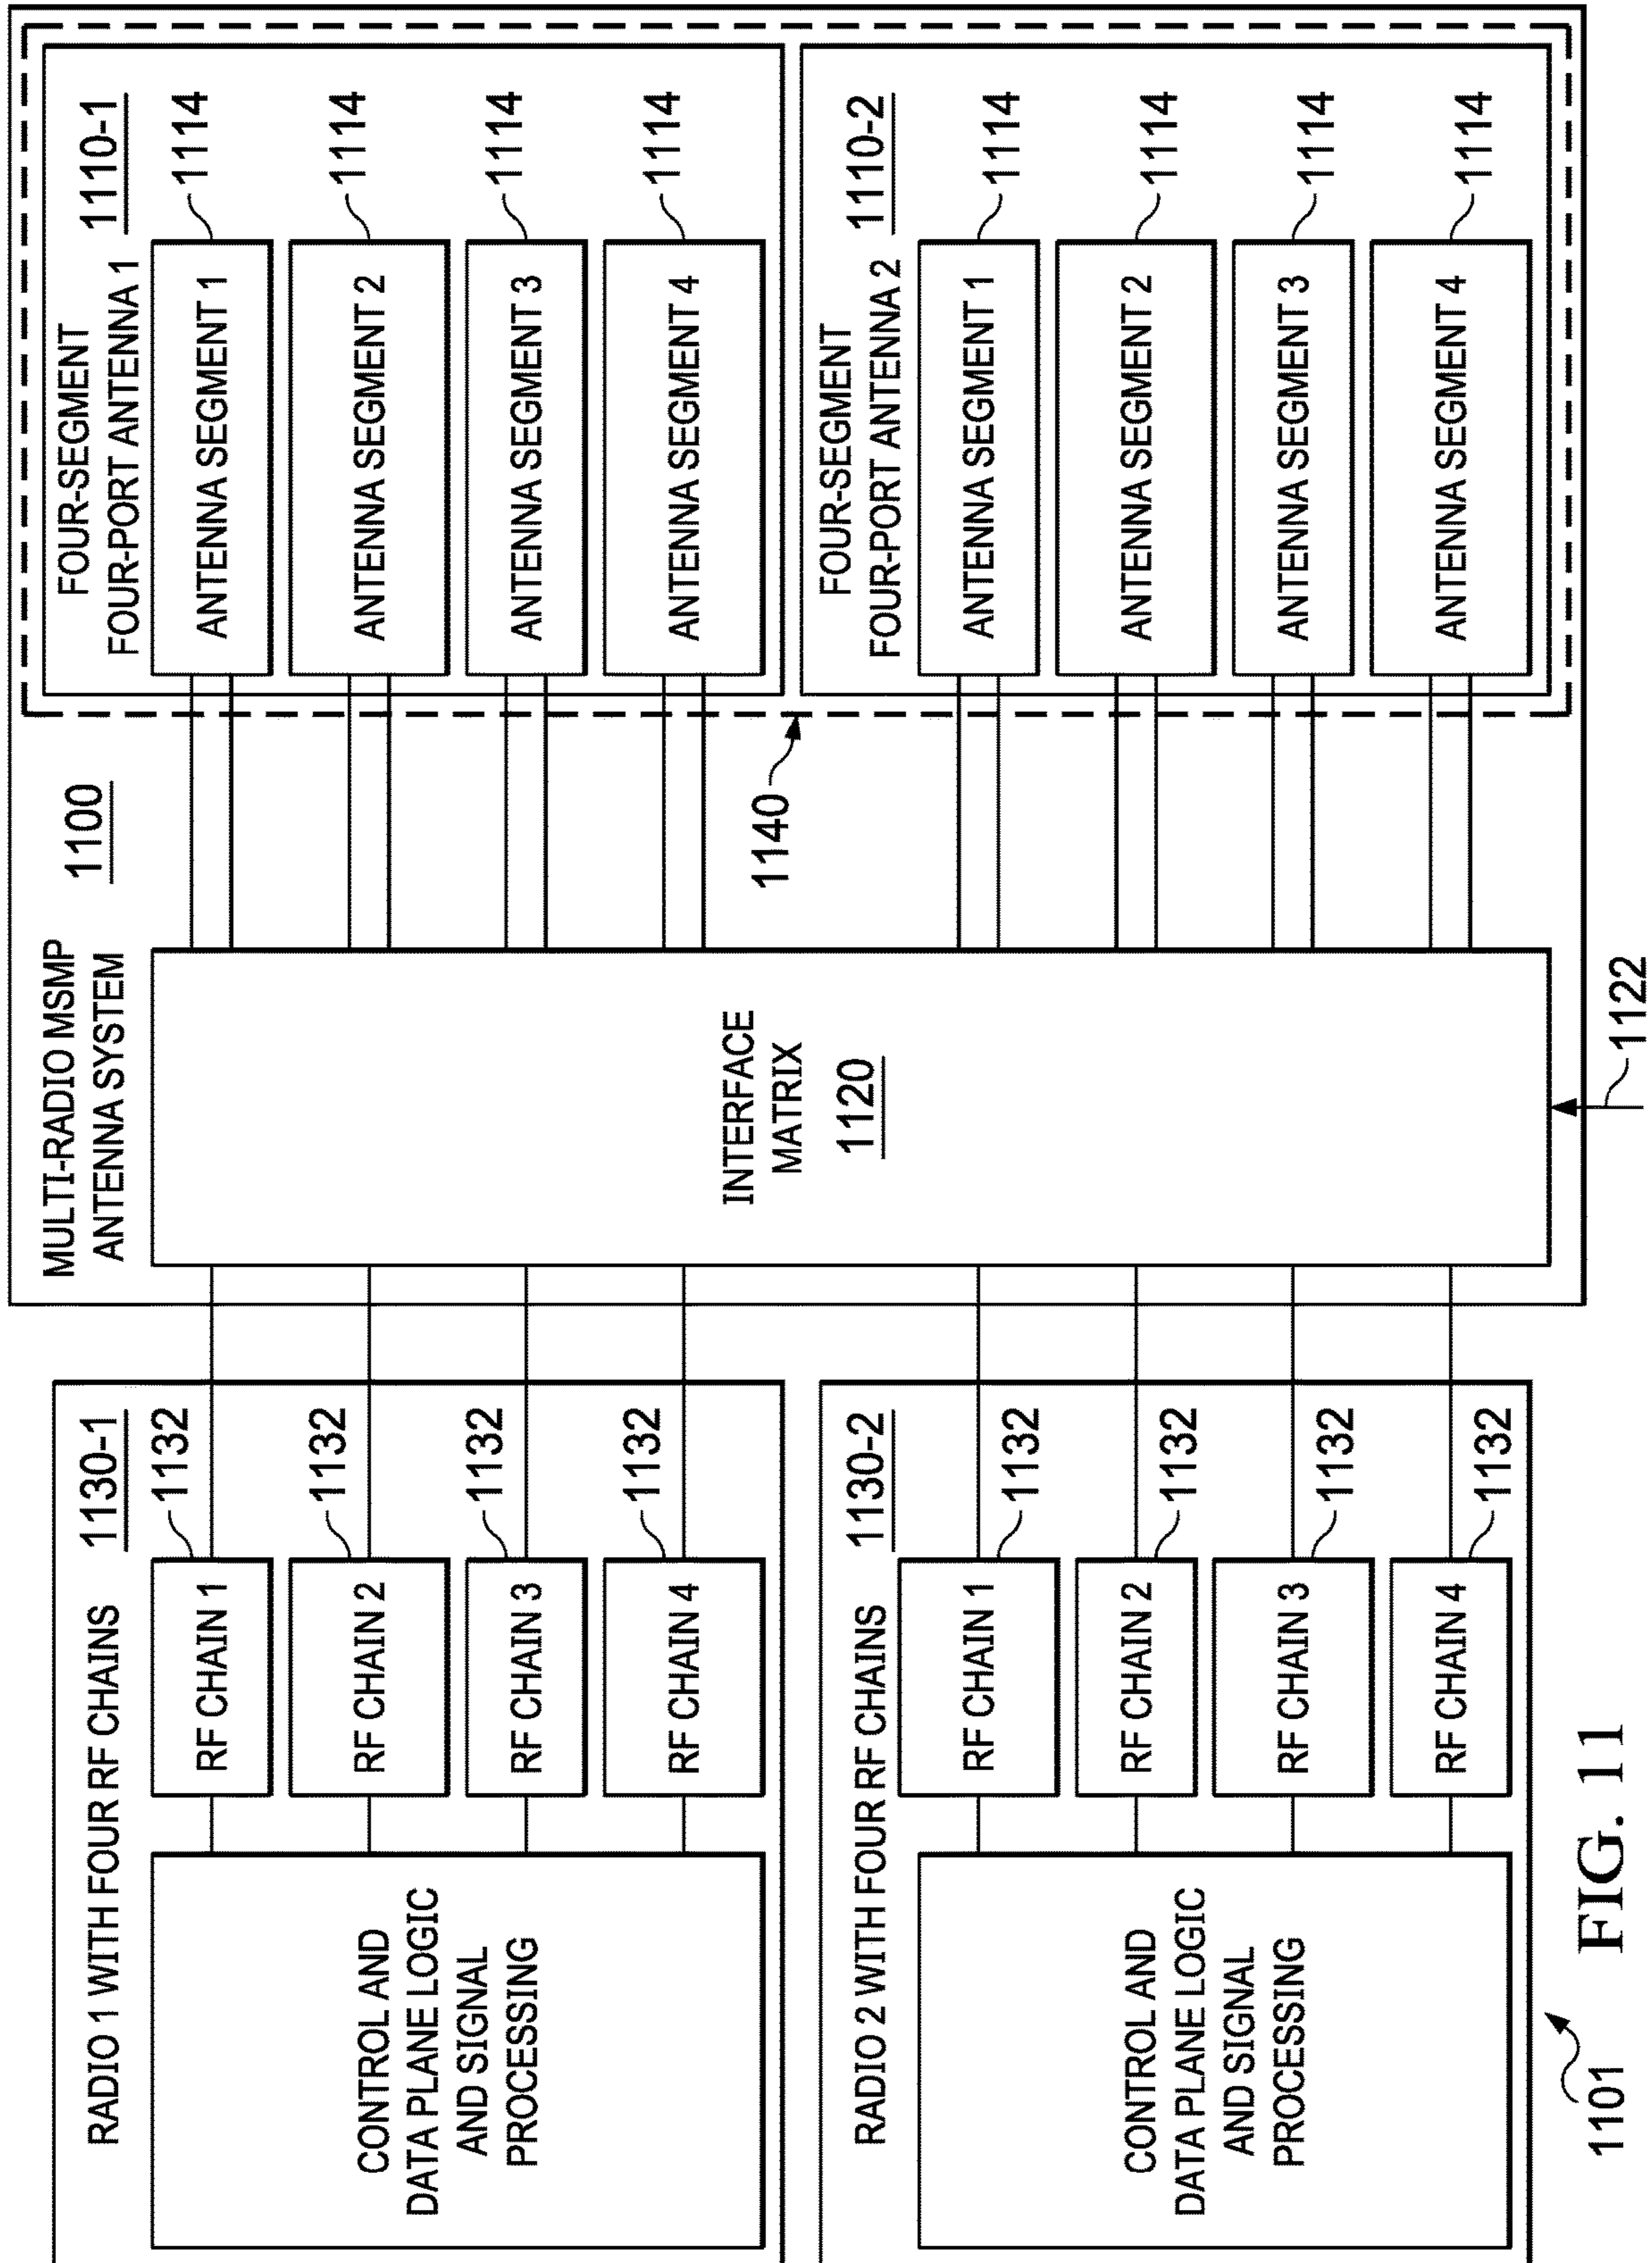 RADIO 1 WITH FOUR RF CHAINS
1130-1
CONTROL AND
DATA PLANE LOGIC
AND SIGNAL
PROCESSING
RF CHAIN 1
1132
RF CHAIN 2
1132
RF CHAIN 3
1132
RF CHAIN 4
1132
RADIO 2 WITH FOUR RF CHAINS
1130-2
CONTROL AND
DATA PLANE LOGIC
AND SIGNAL
PROCESSING
RF CHAIN 1
1132
RF CHAIN 2
1132
RF CHAIN 3
1132
RF CHAIN 4
1132
MULTI-RADIO MSMP
ANTENNA SYSTEM
1100
INTERFACE
MATRIX
1120
1122
1140
FOUR-SEGMENT
FOUR-PORT ANTENNA 1
1110-1
ANTENNA SEGMENT 1
1114
ANTENNA SEGMENT 2
1114
ANTENNA SEGMENT 3
1114
ANTENNA SEGMENT 4
1114
FOUR-SEGMENT
FOUR-PORT ANTENNA 2
1110-2
ANTENNA SEGMENT 1
1114
ANTENNA SEGMENT 2
1114
ANTENNA SEGMENT 3
1114
ANTENNA SEGMENT 4
1114
1101
FIG. 11